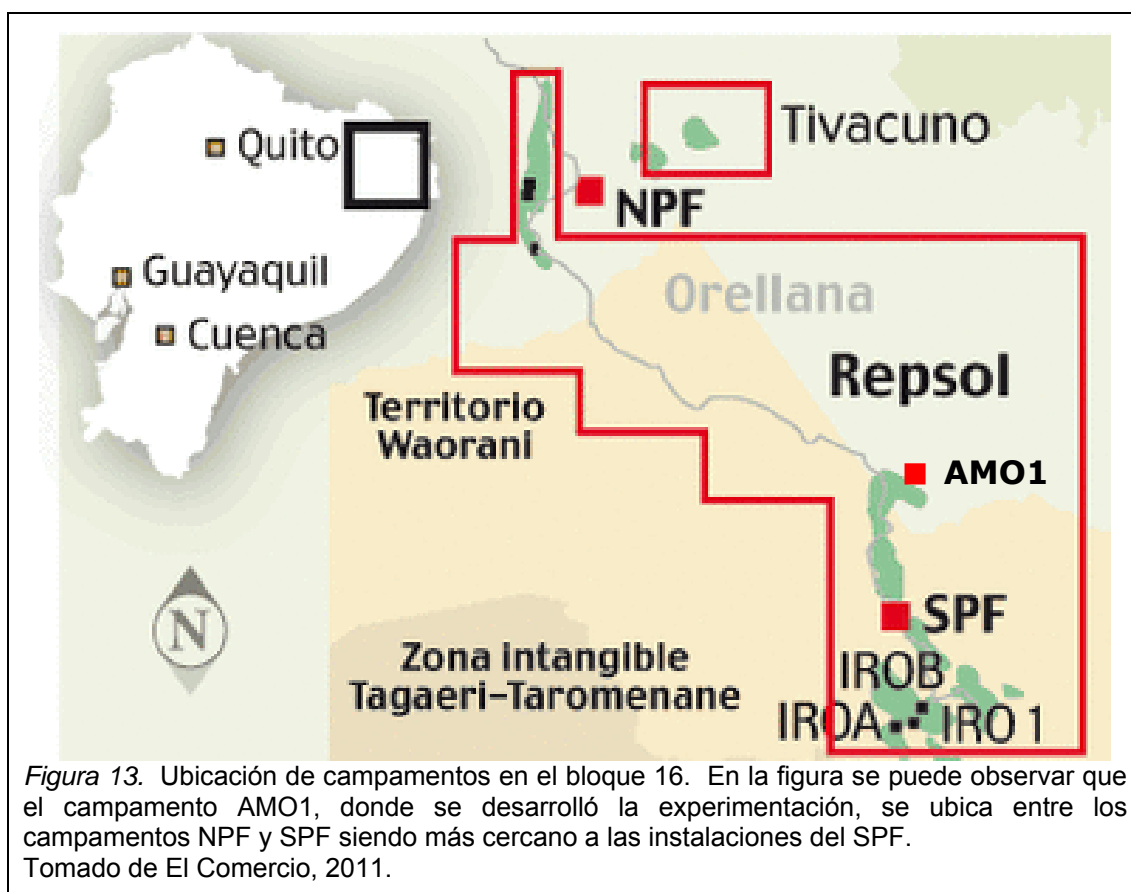 Quito
Guayaquil
Cuenca
Tivacuno
NPF
Orellana
Repsol
Territorio
Waorani
AMO1
SPF
N
Zona intangible
Tagaeri-Taromenane
IROB
IROA
IRO 1
Figura 13. Ubicación de campamentos en el bloque 16. En la figura se puede observar que
el campamento AMO1, donde se desarrolló la experimentación, se ubica entre los
campamentos NPF y SPF siendo más cercano a las instalaciones del SPF.
Tomado de El Comercio, 2011.